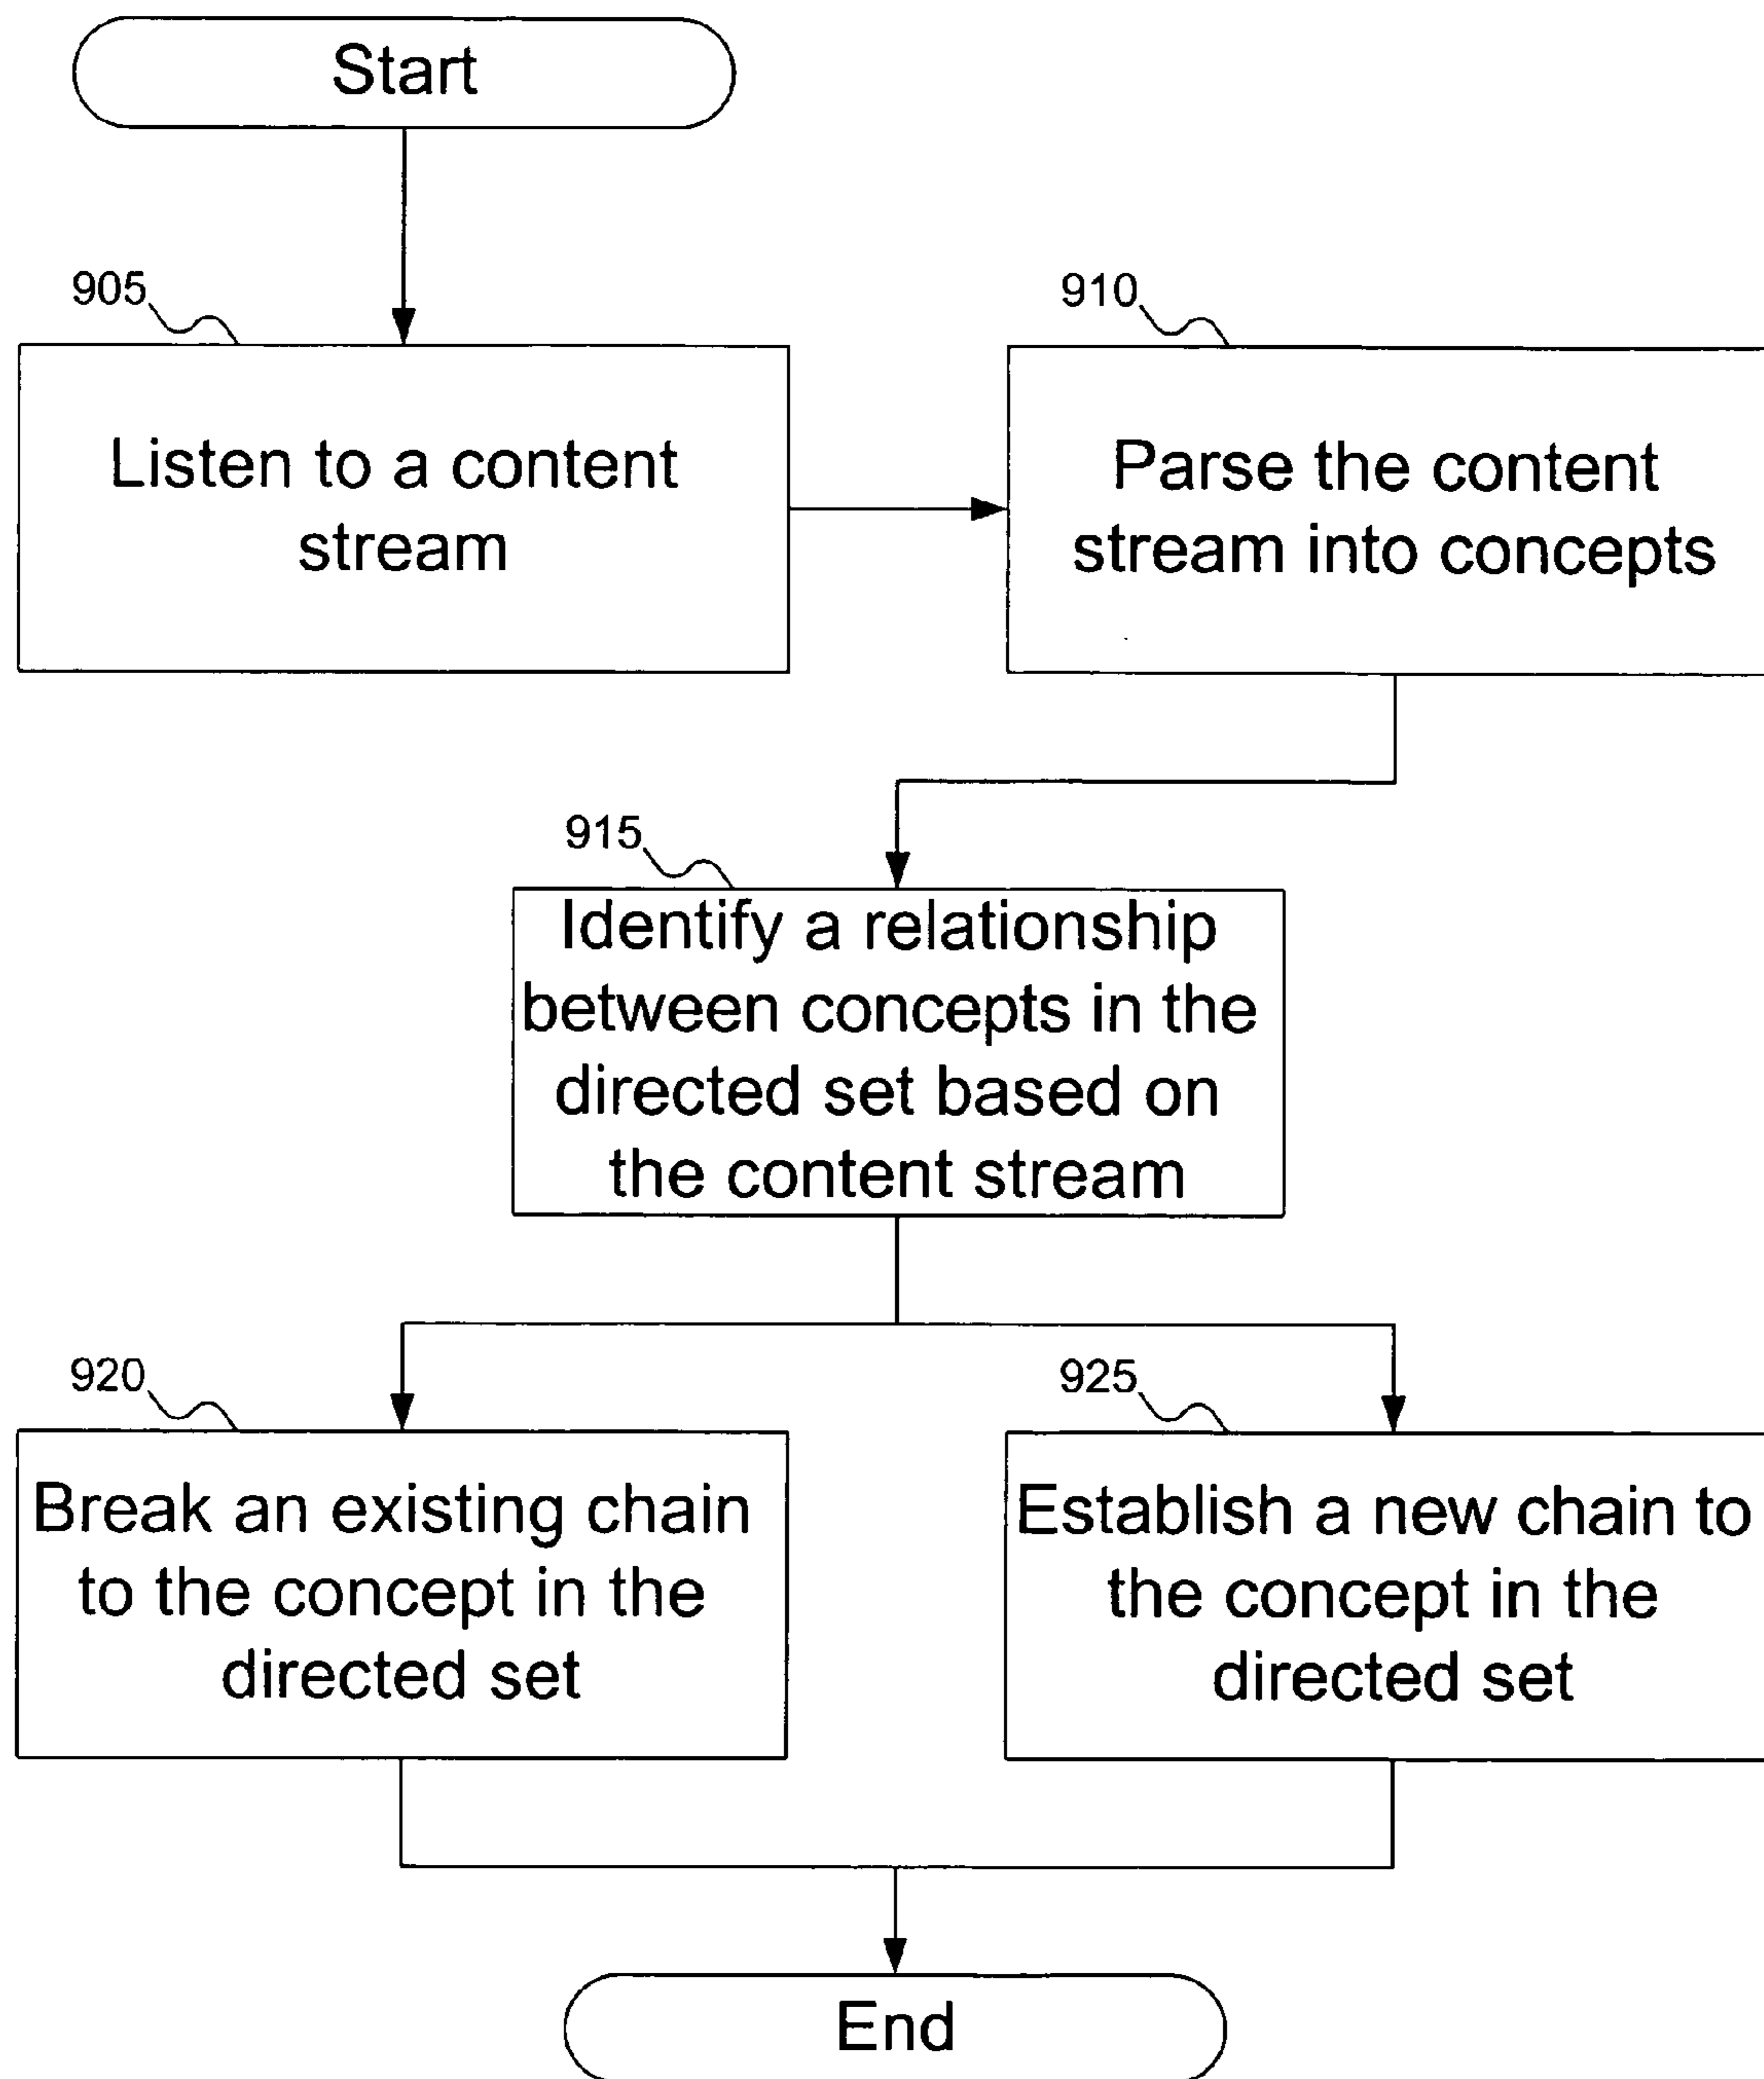 Start
905
Listen to a content
stream
910
Parse the content
stream into concepts
915
Identify a relationship
between concepts in the
directed set based on
the content stream
920
Break an existing chain
to the concept in the
directed set
925
Establish a new chain to
the concept in the
directed set
End